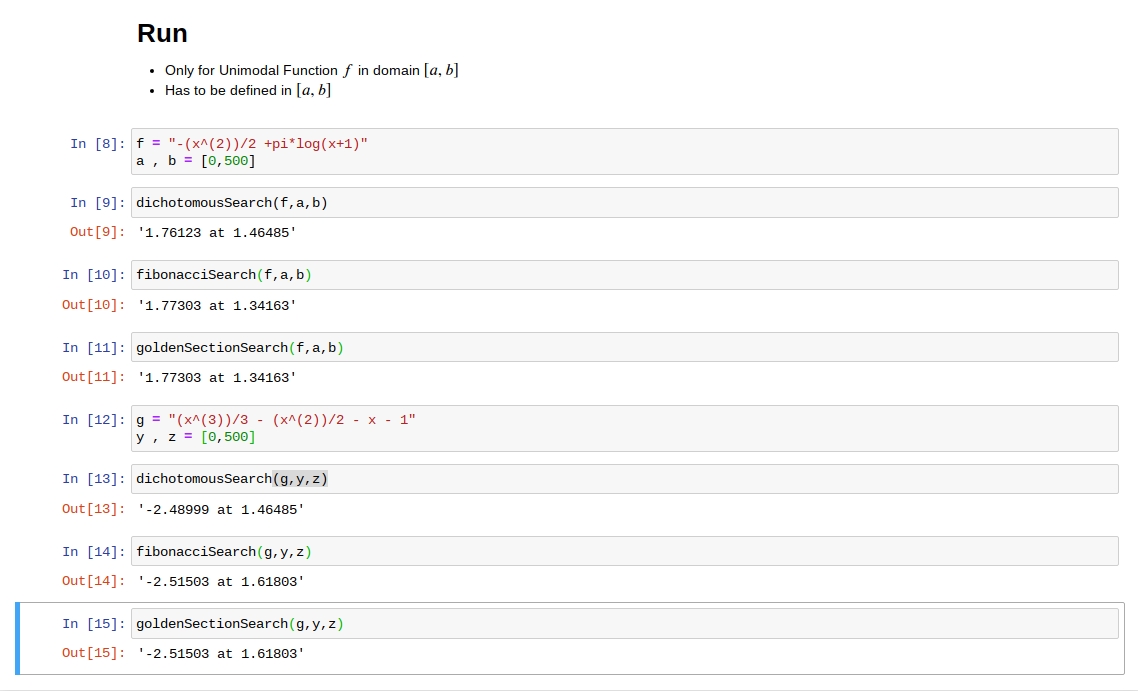 Run
• Only for Unimodal Function f in domain [a, b]
• Has to be defined in [a, b]
In [8]: f = "-(x^(2))/2 +pi*log(x+1)"
a , b = [0,500]
In [9]: dichotomousSearch(f,a,b)
Out[9]: '1.76123 at 1.46485'
In [10]: fibonacciSearch(f,a,b)
Out[10]: '1.77303 at 1.34163'
In [11]: goldenSectionSearch(f,a,b)
Out[11]: '1.77303 at 1.34163'
In [12]: g = "(x^(3))/3 - (x^(2))/2 - x - 1"
y , z = [0,500]
In [13]: dichotomousSearch(g,y,z)
Out[13]: '-2.48999 at 1.46485'
In [14]: fibonacciSearch(g,y,z)
Out[14]: '-2.51503 at 1.61803'
In [15]: goldenSectionSearch(g,y,z)
Out[15]: '-2.51503 at 1.61803'